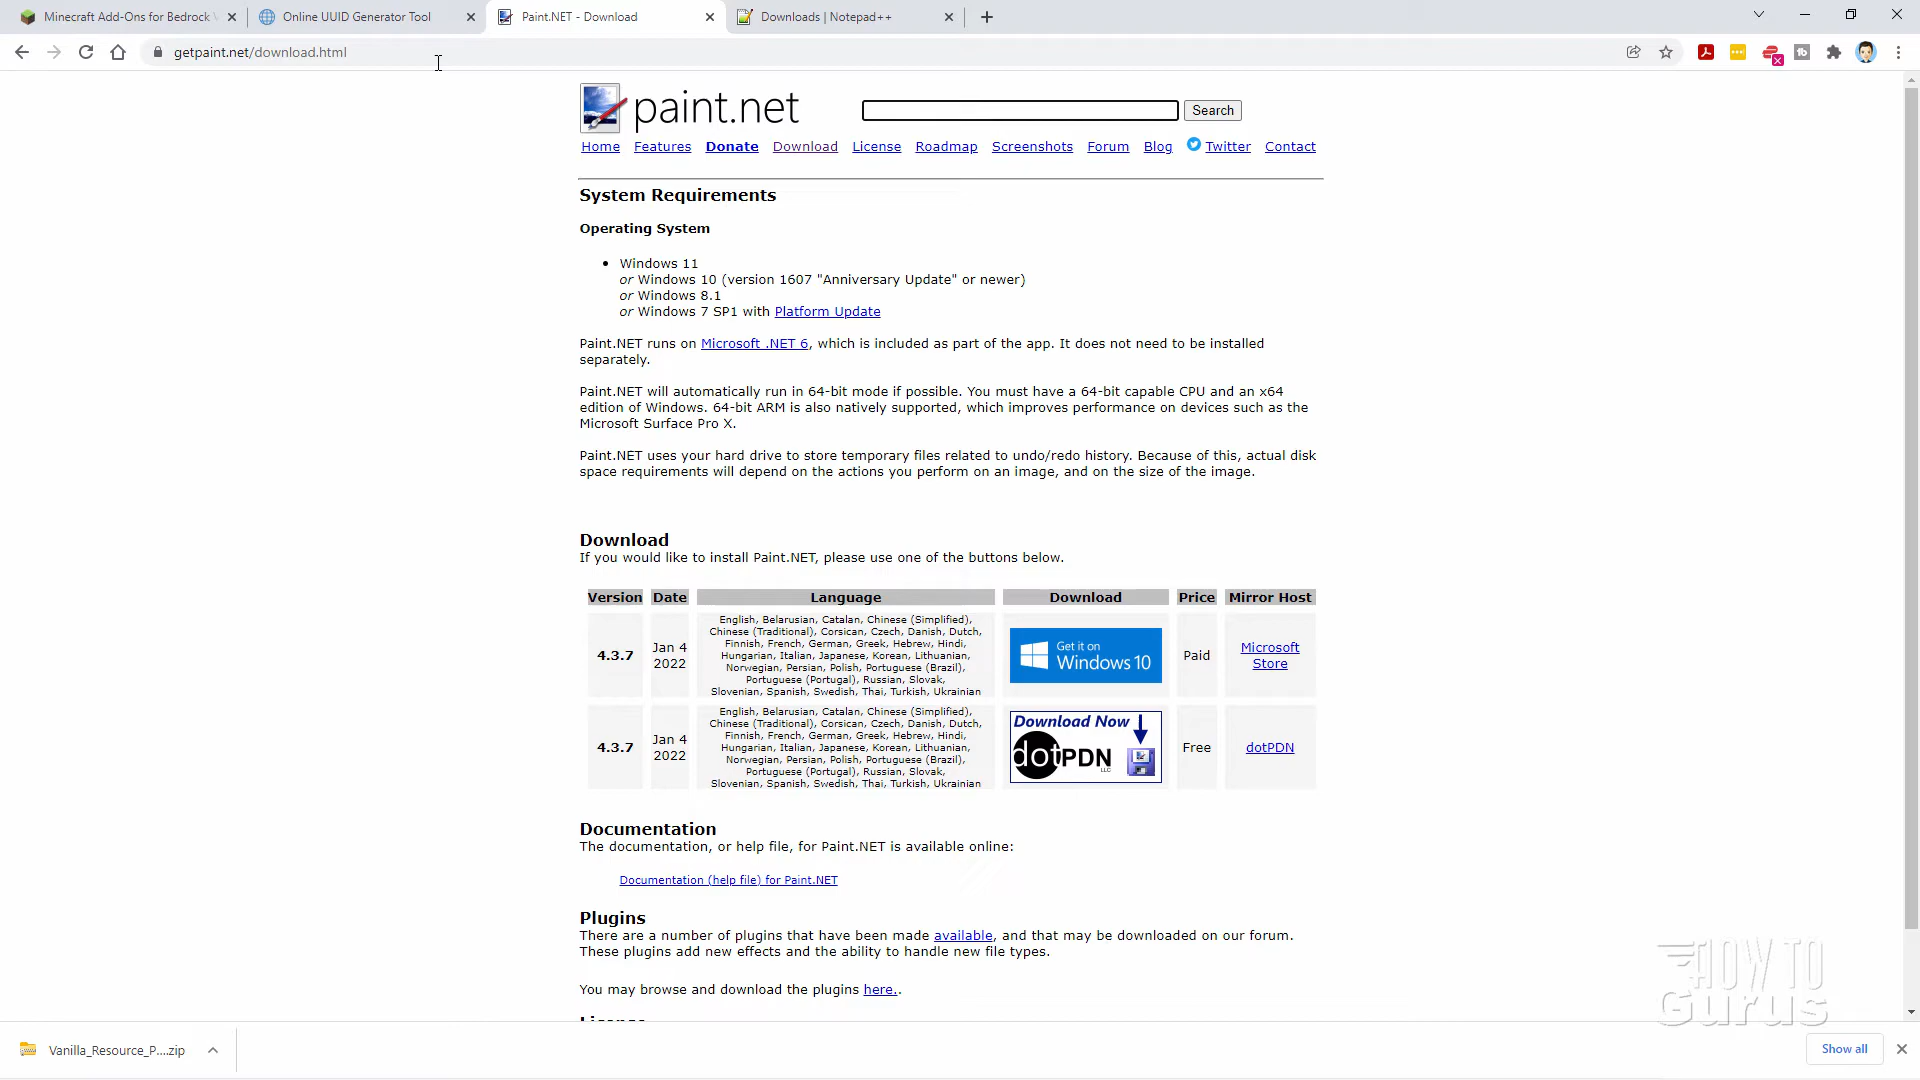 Minecraft Add-Ons for Bedrock V
Online UUID Generator Tool
Paint.NET - Download
Downloads | Notepad++
getpaint.net/download.html
paint.net
Search
Home Features Donate Download License Roadmap Screenshots Forum Blog Twitter Contact
System Requirements
Operating System
• Windows 11
or Windows 10 (version 1607 "Anniversary Update" or newer)
or Windows 8.1
or Windows 7 SP1 with Platform Update
Paint.NET runs on Microsoft .NET 6, which is included as part of the app. It does not need to be installed
separately.
Paint.NET will automatically run in 64-bit mode if possible. You must have a 64-bit capable CPU and an x64
edition of Windows. 64-bit ARM is also natively supported, which improves performance on devices such as the
Microsoft Surface Pro X.
Paint.NET uses your hard drive to store temporary files related to undo/redo history. Because of this, actual disk
space requirements will depend on the actions you perform on an image, and on the size of the image.
Download
If you would like to install Paint.NET, please use one of the buttons below.
Version Date Language Download Price Mirror Host
4.3.7
Jan 4
2022
English, Belarusian, Catalan, Chinese (Simplified),
Chinese (Traditional), Corsican, Czech, Danish, Dutch,
Finnish, French, German, Greek, Hebrew, Hindi,
Hungarian, Italian, Japanese, Korean, Lithuanian,
Norwegian, Persian, Polish, Portuguese (Brazil),
Portuguese (Portugal), Russian, Slovak,
Slovenian, Spanish, Swedish, Thai, Turkish, Ukrainian
Get it on
Windows 10
Paid
Microsoft
Store
4.3.7
Jan 4
2022
English, Belarusian, Catalan, Chinese (Simplified),
Chinese (Traditional), Corsican, Czech, Danish, Dutch,
Finnish, French, German, Greek, Hebrew, Hindi,
Hungarian, Italian, Japanese, Korean, Lithuanian,
Norwegian, Persian, Polish, Portuguese (Brazil),
Portuguese (Portugal), Russian, Slovak,
Slovenian, Spanish, Swedish, Thai, Turkish, Ukrainian
Download Now
dotPDN LLC
Free
dotPDN
Documentation
The documentation, or help file, for Paint.NET is available online:
Documentation (help file) for Paint.NET
Plugins
There are a number of plugins that have been made available, and that may be downloaded on our forum.
These plugins add new effects and the ability to handle new file types.
You may browse and download the plugins here..
License
HOW TO
Gurus
Vanilla_Resource_P....zip
Show all